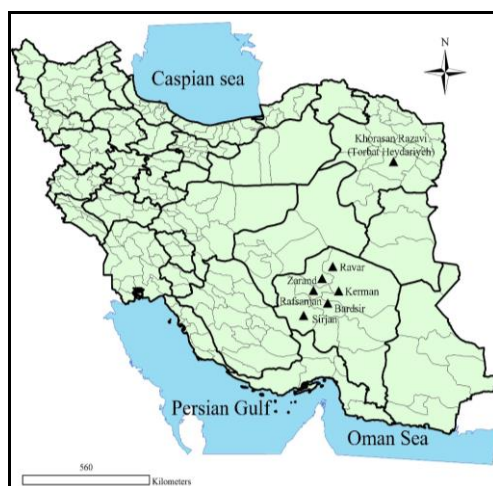 N
Caspian sea
Khorasan/Razavi
(Torbat Heydariyeh)
Ravar
Zarand
Kerman
Rafsanjan
Bardsir
Sirjan
Persian Gulf
Oman Sea
560
Kilometers